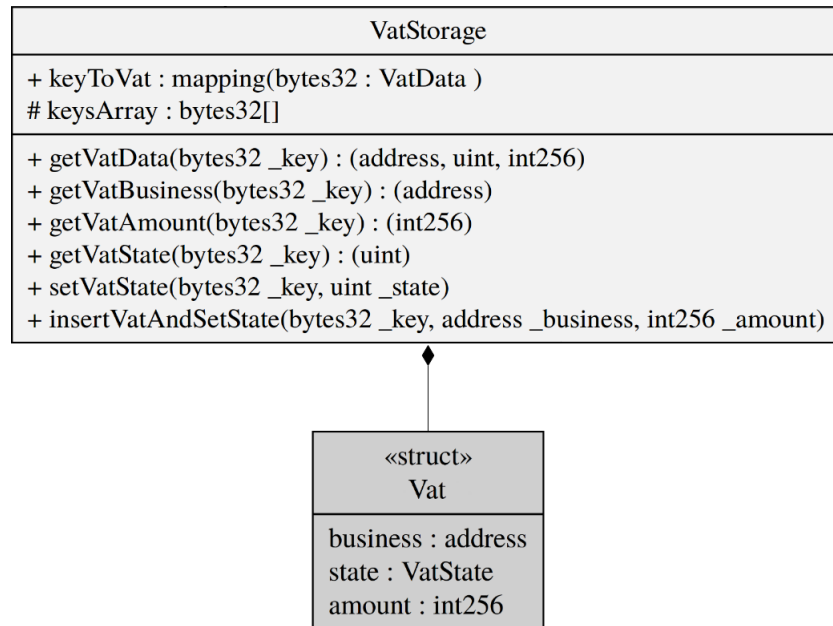 VatStorage
+ keyToVat : mapping(bytes32 : VatData )
# keysArray : bytes32[]
+ getVatData(bytes32 _key) : (address, uint, int256)
+ getVatBusiness(bytes32 _key) : (address)
+ getVatAmount(bytes32 _key) : (int256)
+ getVatState(bytes32 _key) : (uint)
+ setVatState(bytes32 _key, uint _state)
+ insertVatAndSetState(bytes32 _key, address _business, int256 _amount)
«struct»
Vat
business : address
state : VatState
amount : int256